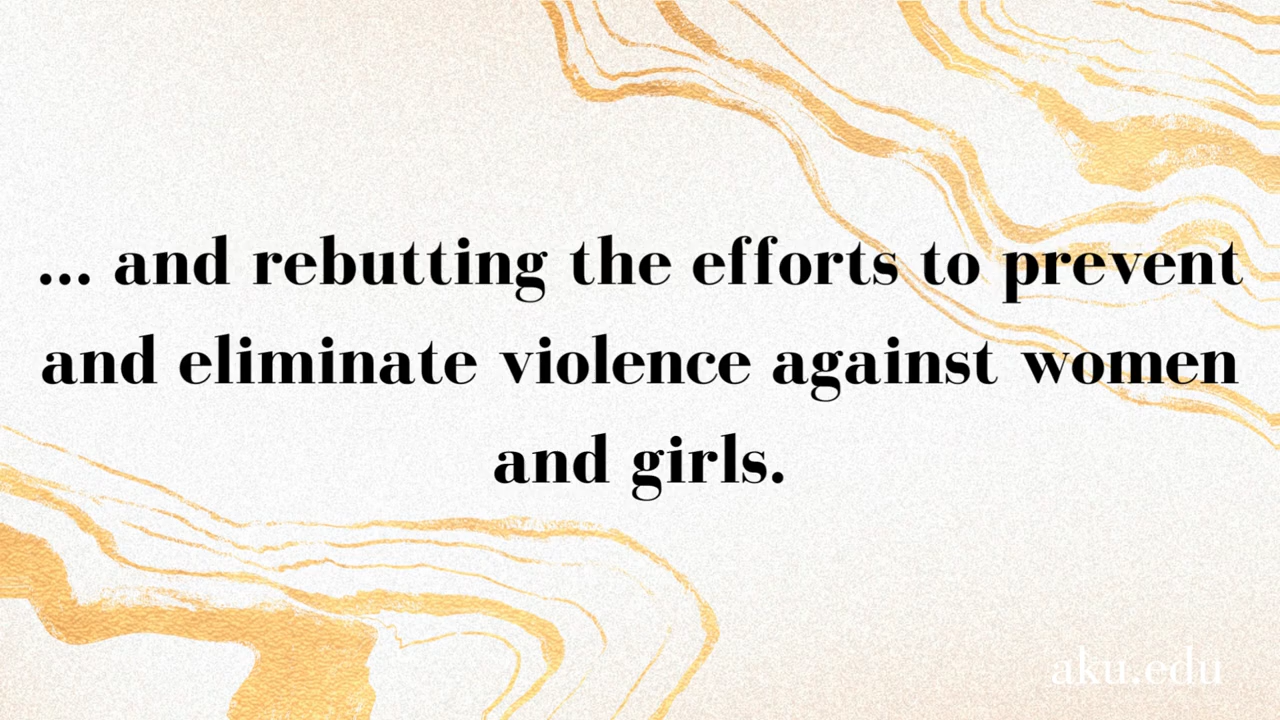 ... and rebutting the efforts to prevent
and eliminate violence against women
and girls.
aku.edu